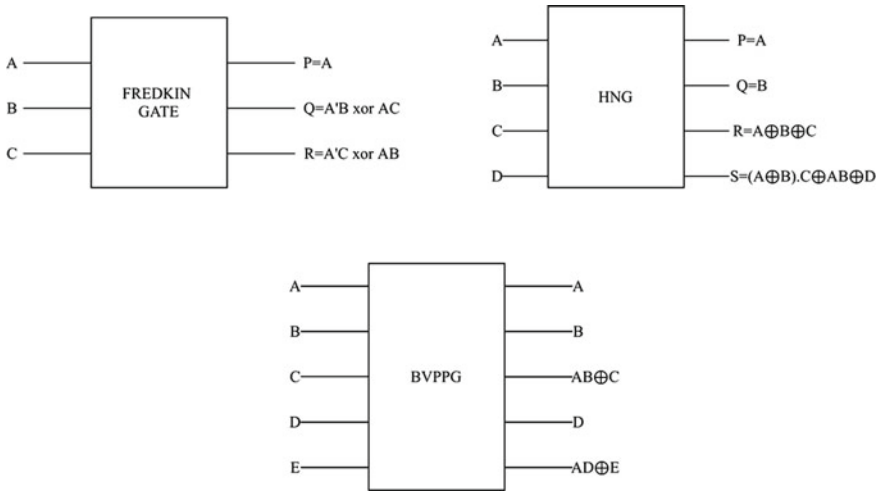 A
B
C
FREDKIN
GATE
P=A
Q=A'B xor AC
R=A'C xor AB
A
B
C
D
HNG
P=A
Q=B
R=A⊕B⊕C
S=(A⊕B).C⊕AB⊕D
A
B
C
D
E
BVPPG
A
B
AB⊕C
D
AD⊕E